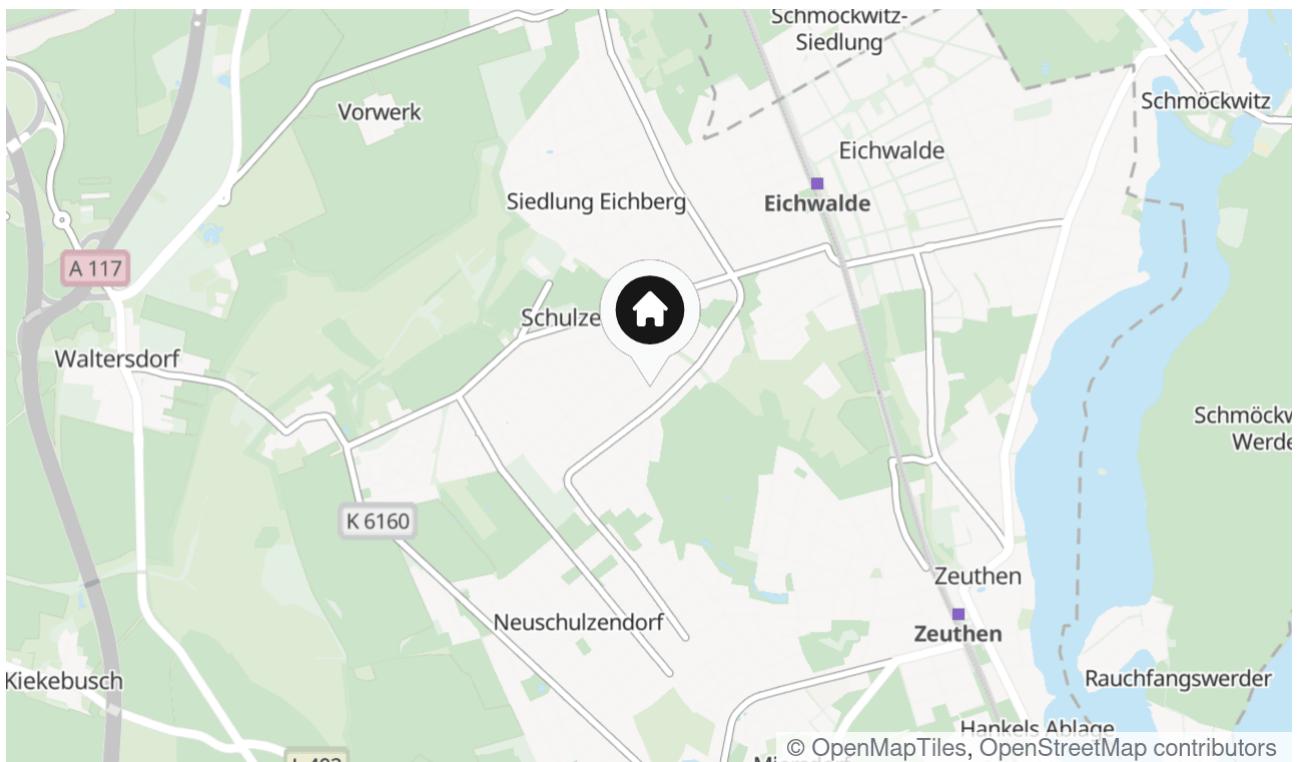 Schmöckwitz-
Siedlung
Schmöckwitz
Vorwerk
Eichwalde
Siedlung Eichberg
Eichwalde
A 117
Waltersdorf
K 6160
Zeuthen
Neuschulzendorf
Zeuthen
Kiekebusch
Rauchfangswerder
Hankels Ablage
© OpenMapTiles, OpenStreetMap contributors